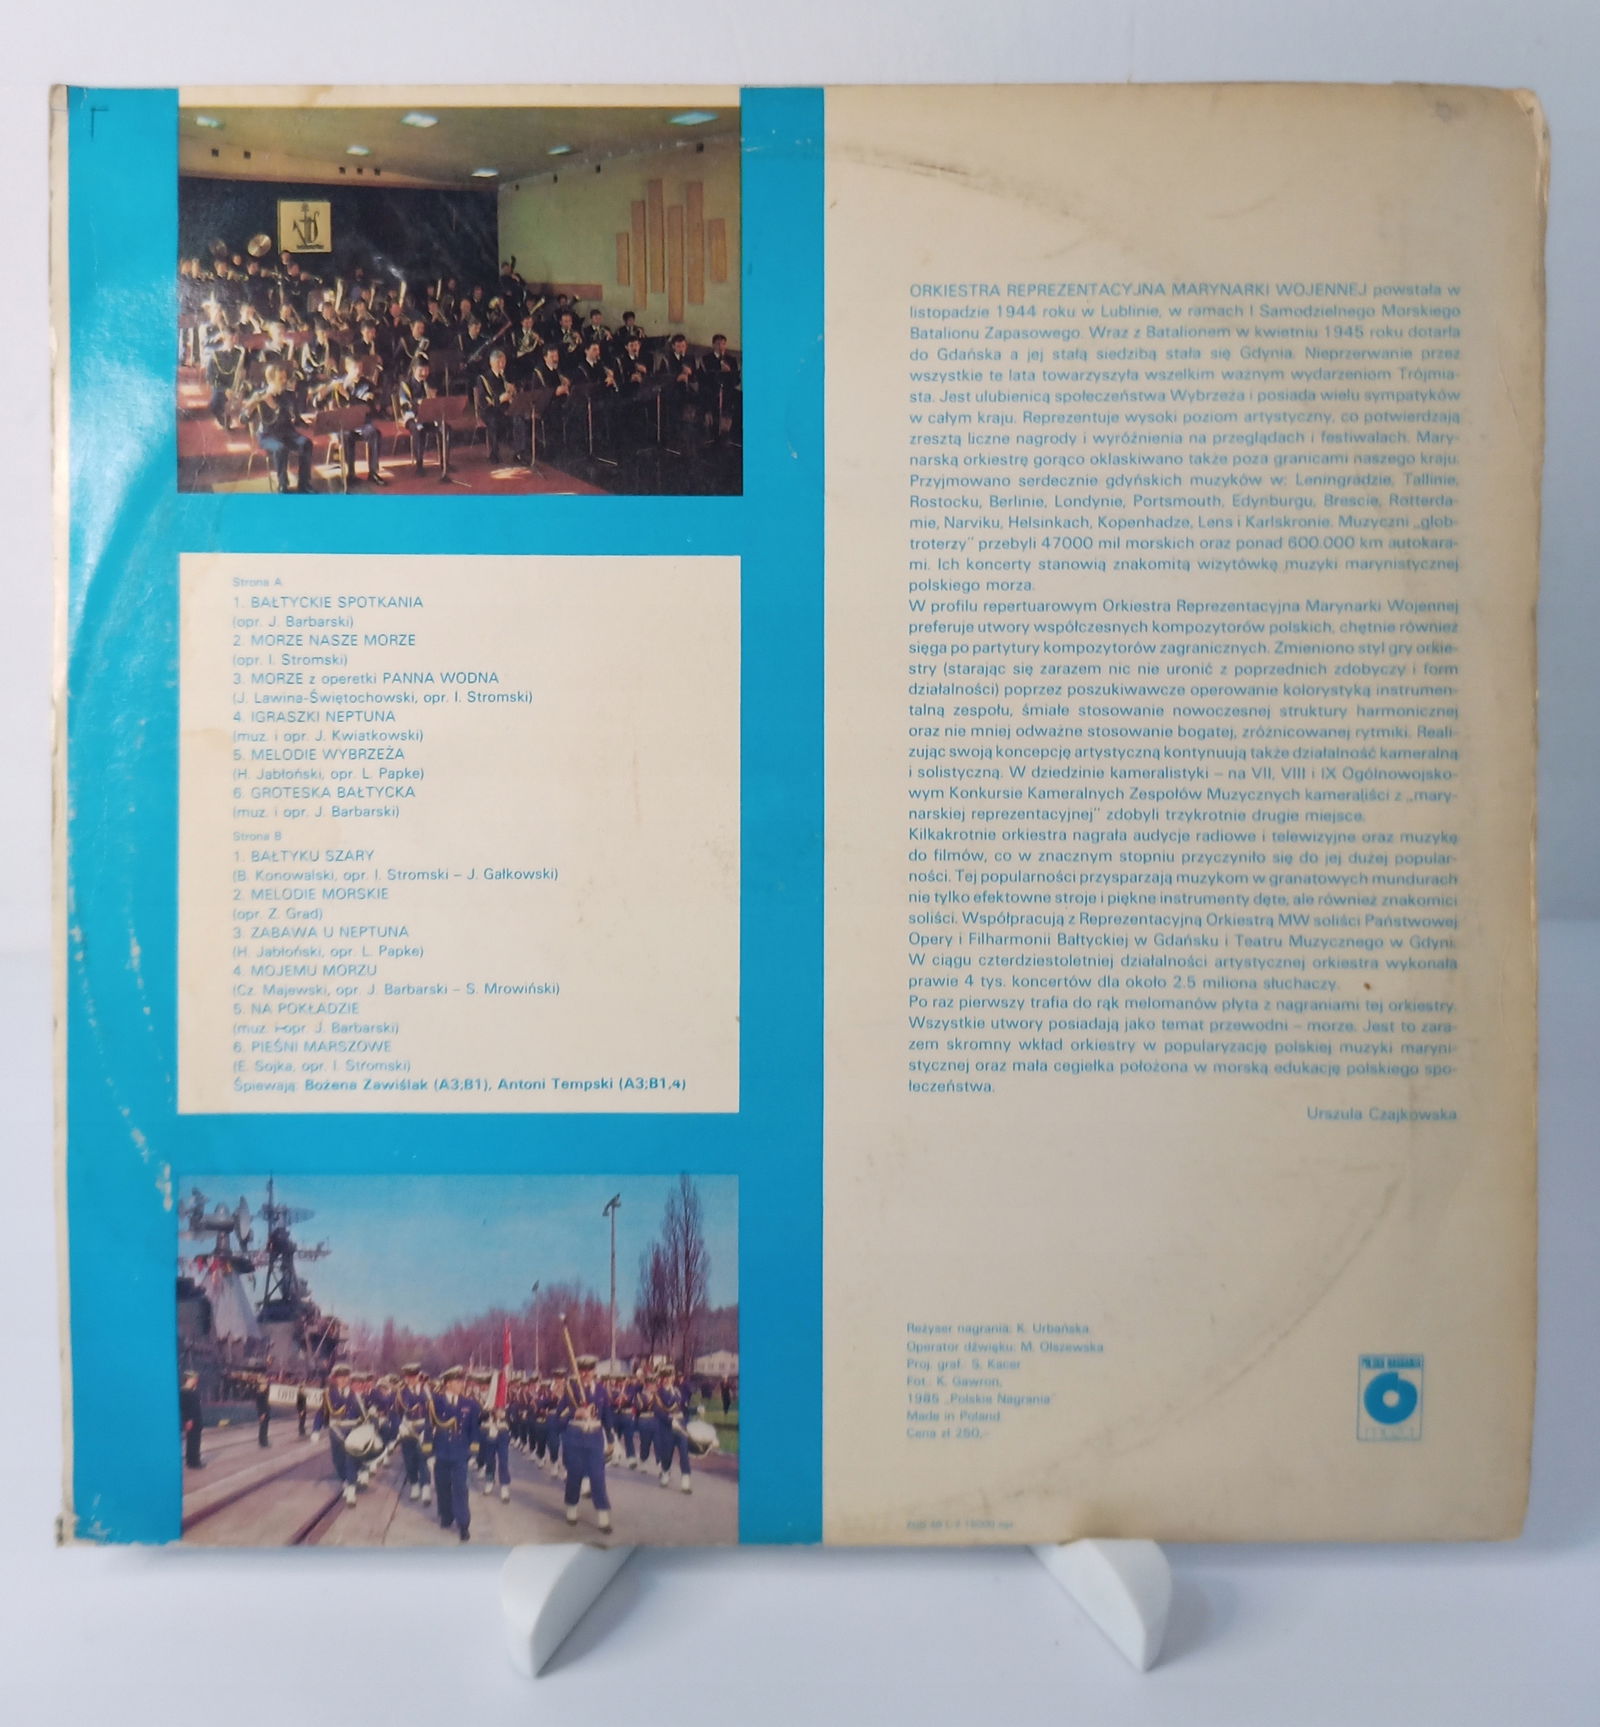 Strona A
1. BAŁTYCKIE SPOTKANIA
(opr. J. Barbarski)
2. MORZE NASZE MORZE
(opr. I. Stromski)
3. MORZE z operetki PANNA WODNA
(J. Lawina-Świętochowski, opr. I. Stromski)
4. IGRASZKI NEPTUNA
(muz. i opr. J. Kwiatkowski)
5. MELODIE WYBRZEŻA
(H. Jabłoński, opr. L. Papke)
6. GROTESKA BAŁTYCKA
(muz. i opr. J. Barbarski)
Strona B
1. BAŁTYKU SZARY
(B. Konowalski, opr. I. Stromski – J. Gałkowski)
2. MELODIE MORSKIE
(opr. Z. Grad)
3. ZABAWA U NEPTUNA
(H. Jabłoński, opr. L. Papke)
4. MOJEMU MORZU
(Cz. Majewski, opr. J. Barbarski – S. Mrowiński)
5. NA POKŁADZIE
(muz. i opr. J. Barbarski)
6. PIEŚNI MARSZOWE
(E. Sojka, opr. I. Stromski)
Śpiewają: Bożena Zawiślak (A3;B1), Antoni Tempski (A3;B1,4)
ORKIESTRA REPREZENTACYJNA MARYNARKI WOJENNEJ powstała w
listopadzie 1944 roku w Lublinie, w ramach I Samodzielnego Morskiego
Batalionu Zapasowego. Wraz z Batalionem w kwietniu 1945 roku dotarła
do Gdańska a jej stałą siedzibą stała się Gdynia. Nieprzerwanie przez
wszystkie te lata towarzyszyła wszelkim ważnym wydarzeniom Trójmia-
sta. Jest ulubienicą społeczeństwa Wybrzeża i posiada wielu sympatyków
w całym kraju. Reprezentuje wysoki poziom artystyczny, co potwierdzają
zresztą liczne nagrody i wyróżnienia na przeglądach i festiwalach. Mary-
narską orkiestrę gorąco oklaskiwano także poza granicami naszego kraju.
Przyjmowano serdecznie gdyńskich muzyków w: Leningradzie, Tallinie,
Rostocku, Berlinie, Londynie, Portsmouth, Edynburgu, Brescie, Rotterda-
mie, Narviku, Helsinkach, Kopenhadze, Lens i Karlskronie. Muzyczni „glob-
troterzy” przebyli 47000 mil morskich oraz ponad 600.000 km autokara-
mi. Ich koncerty stanowią znakomitą wizytówkę muzyki marynistycznej
polskiego morza.
W profilu repertuarowym Orkiestra Reprezentacyjna Marynarki Wojennej
preferuje utwory współczesnych kompozytorów polskich, chętnie również
sięga po partytury kompozytorów zagranicznych. Zmieniono styl gry orkie-
stry (starając się zarazem nic nie uronić z poprzednich zdobyczy i form
działalności) poprzez poszukiwawcze operowanie kolorystyką instrumen-
talną zespołu, śmiałe stosowanie nowoczesnej struktury harmonicznej
oraz nie mniej odważne stosowanie bogatej, zróżnicowanej rytmiki. Reali-
zując swoją koncepcję artystyczną kontynuują także działalność kameralną
i solistyczną. W dziedzinie kameralistyki – na VII, VIII i IX Ogólnowojsko-
wym Konkursie Kameralnych Zespołów Muzycznych kameraliści z „mary-
narskiej reprezentacyjnej” zdobyli trzykrotnie drugie miejsce.
Kilkakrotnie orkiestra nagrała audycje radiowe i telewizyjne oraz muzykę
do filmów, co w znacznym stopniu przyczyniło się do jej dużej popular-
ności. Tej popularności przysparzają muzykom w granatowych mundurach
nie tylko efektowne stroje i piękne instrumenty dęte, ale również znakomici
soliści. Współpracują z Reprezentacyjną Orkiestrą MW soliści Państwowej
Opery i Filharmonii Bałtyckiej w Gdańsku i Teatru Muzycznego w Gdyni.
W ciągu czterdziestoletniej działalności artystycznej orkiestra wykonała
prawie 4 tys. koncertów dla około 2.5 miliona słuchaczy.
Po raz pierwszy trafia do rąk melomanów płyta z nagraniami tej orkiestry.
Wszystkie utwory posiadają jako temat przewodni – morze. Jest to zara-
zem skromny wkład orkiestry w popularyzację polskiej muzyki maryni-
stycznej oraz mała cegiełka położona w morską edukację polskiego spo-
łeczeństwa.
Urszula Czajkowska
Reżyser nagrania: K. Urbańska
Operator dźwięku: M. Olszewska
Proj. graf. S. Kacer
Fot.: K. Gawron,
1985 „Polskie Nagrania”
Made in Poland
Cena zł 250,-
POLSKIE NAGRANIA